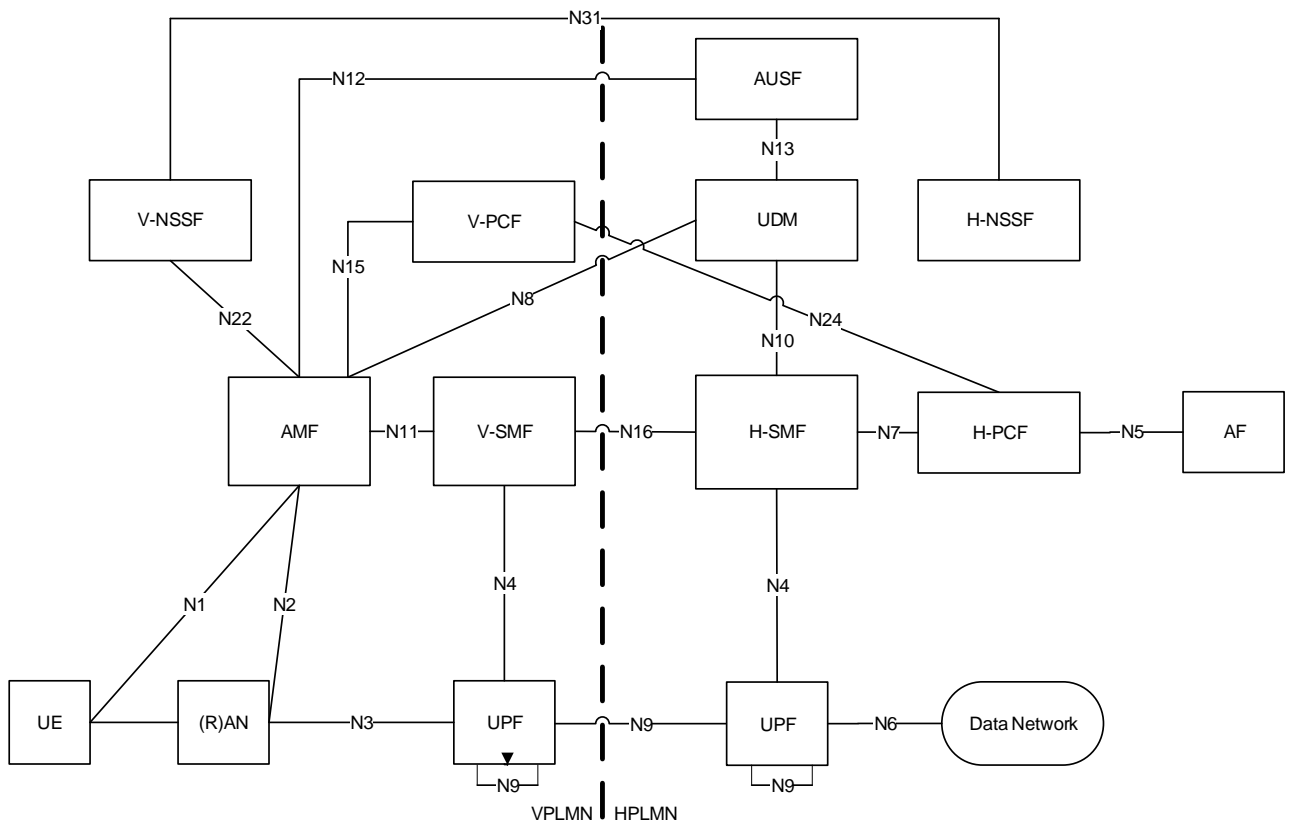 N31
N12
AUSF
N13
V-NSSF
V-PCF
UDM
H-NSSF
N15
N8
N22
N24
N10
AMF
N11
V-SMF
N16
H-SMF
N7
H-PCF
N5
AF
N4
N4
N1
N2
UE
(R)AN
N3
UPF
N9
UPF
N6
Data Network
N9
N9
VPLMN
HPLMN